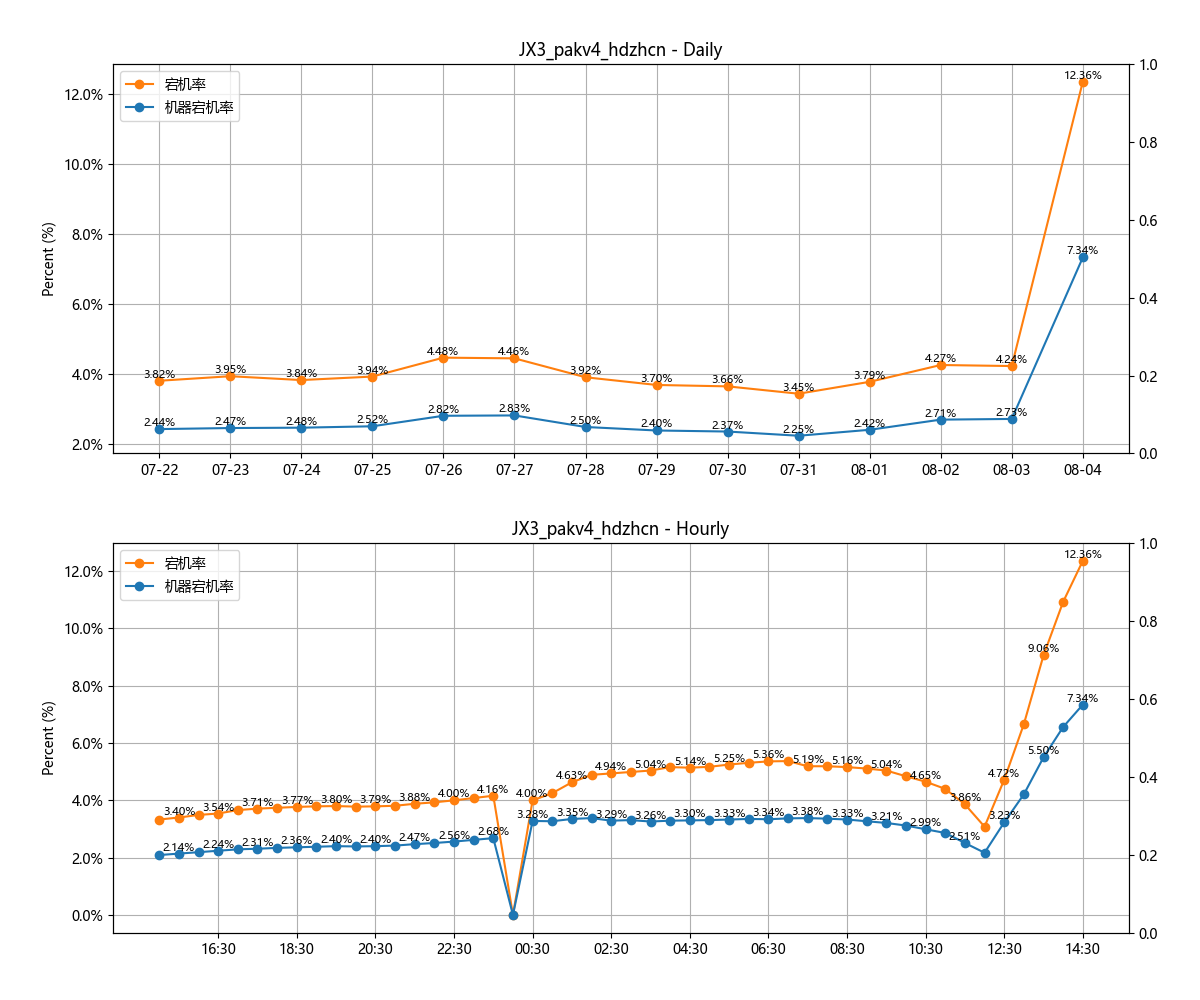 JX3_pakv4_hdzhcn - Daily
宕机率
机器宕机率
Percent (%)
12.0%
10.0%
8.0%
6.0%
4.0%
2.0%
1.0
0.8
0.6
0.4
0.2
0.0
3.82% 3.95% 3.84% 3.94% 4.48% 4.46% 3.92% 3.70% 3.66% 3.45% 3.79% 4.27% 4.24% 12.36%
2.44% 2.47% 2.48% 2.52% 2.82% 2.83% 2.50% 2.40% 2.37% 2.25% 2.42% 2.71% 2.73% 7.34%
07-22 07-23 07-24 07-25 07-26 07-27 07-28 07-29 07-30 07-31 08-01 08-02 08-03 08-04
JX3_pakv4_hdzhcn - Hourly
宕机率
机器宕机率
Percent (%)
12.0%
10.0%
8.0%
6.0%
4.0%
2.0%
0.0%
1.0
0.8
0.6
0.4
0.2
0.0
3.40% 3.54% 3.71% 3.77% 3.80% 3.79% 3.88% 4.00% 4.16% 4.00% 4.63% 4.94% 5.04% 5.14% 5.25% 5.36% 5.19% 5.16% 5.04% 4.65% 3.86% 4.72% 9.06% 12.36%
2.14% 2.24% 2.31% 2.36% 2.40% 2.40% 2.47% 2.56% 2.68% 3.28% 3.35% 3.29% 3.26% 3.30% 3.33% 3.34% 3.38% 3.33% 3.21% 2.99% 2.51% 3.23% 5.50% 7.34%
16:30 18:30 20:30 22:30 00:30 02:30 04:30 06:30 08:30 10:30 12:30 14:30